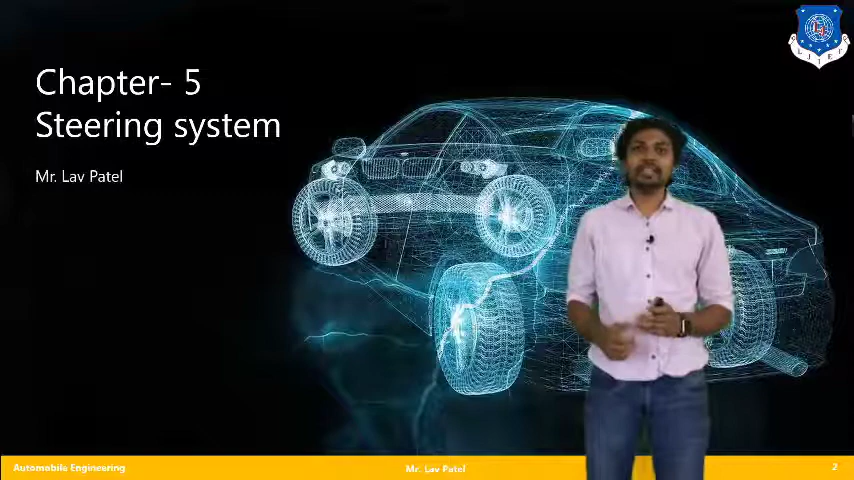 Chapter- 5
Steering system
Mr. Lav Patel
Automobile Engineering
Mr. Lav Patel
2